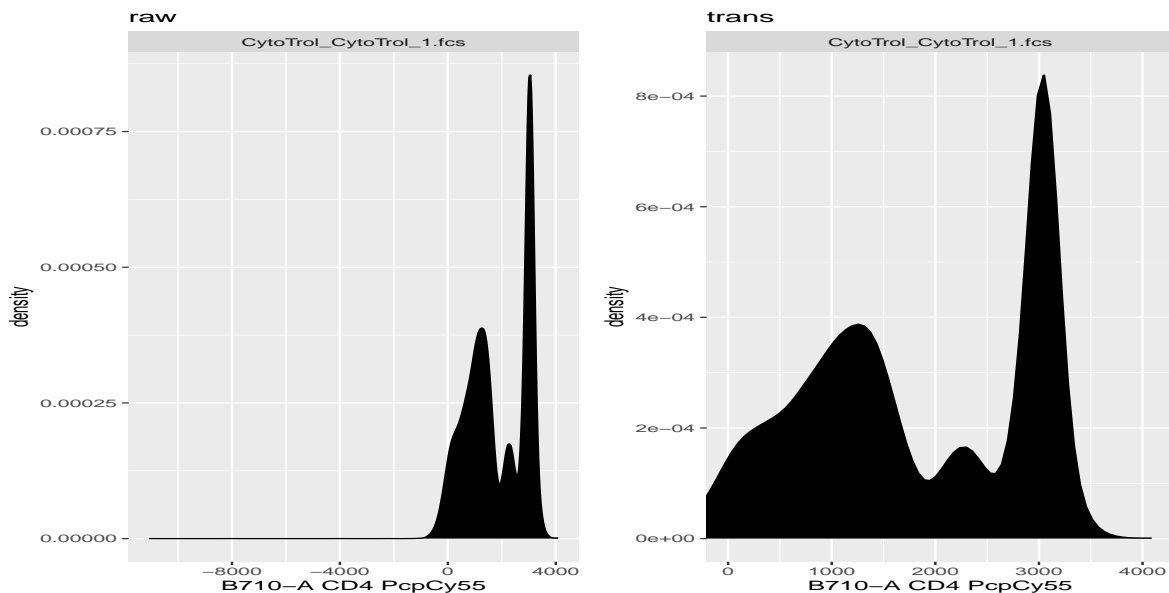 raw
CytoTrol_CytoTrol_1.fcs
0.00075
0.00050
0.00025
0.00000
density
−8000 −4000 0 4000
B710−A CD4 PcpCy55
trans
CytoTrol_CytoTrol_1.fcs
8e−04
6e−04
4e−04
2e−04
0e+00
density
0 1000 2000 3000 4000
B710−A CD4 PcpCy55